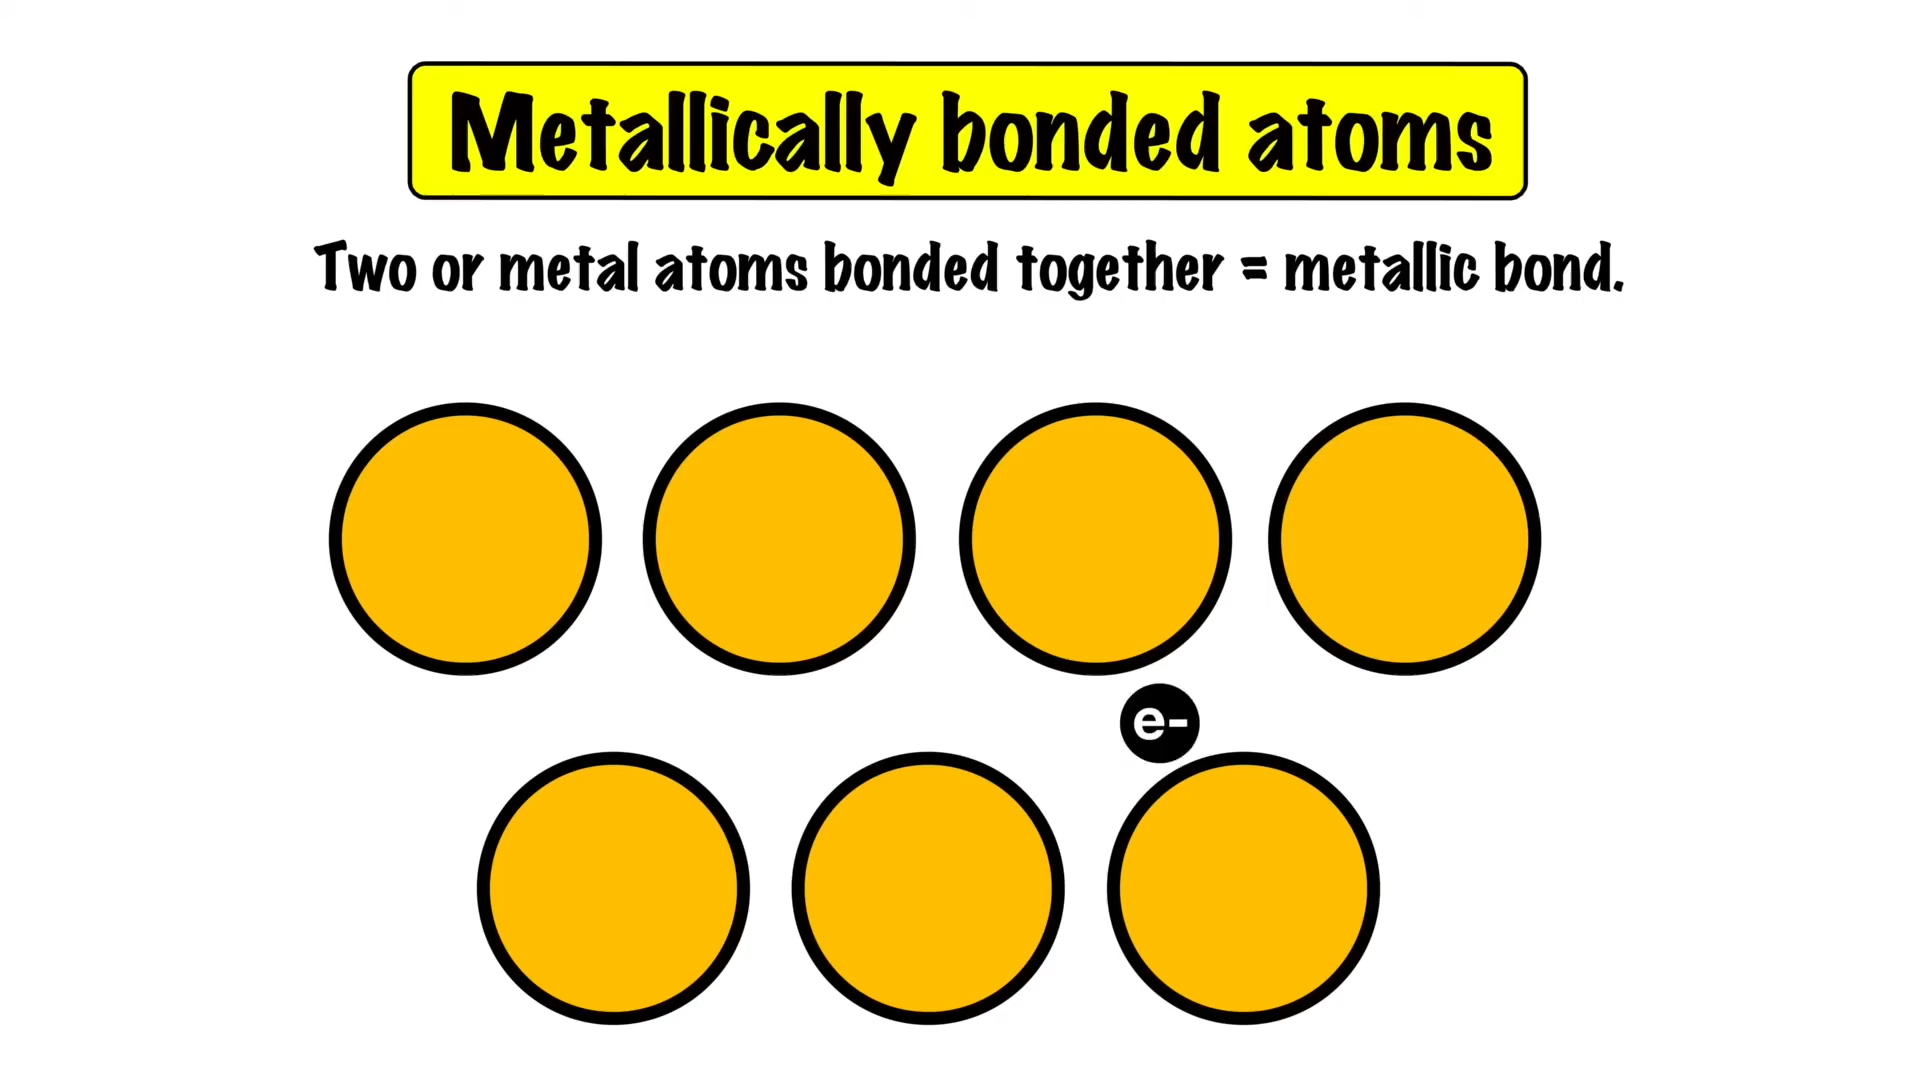 Metallically bonded atoms
Two or metal atoms bonded together = metallic bond.
e-